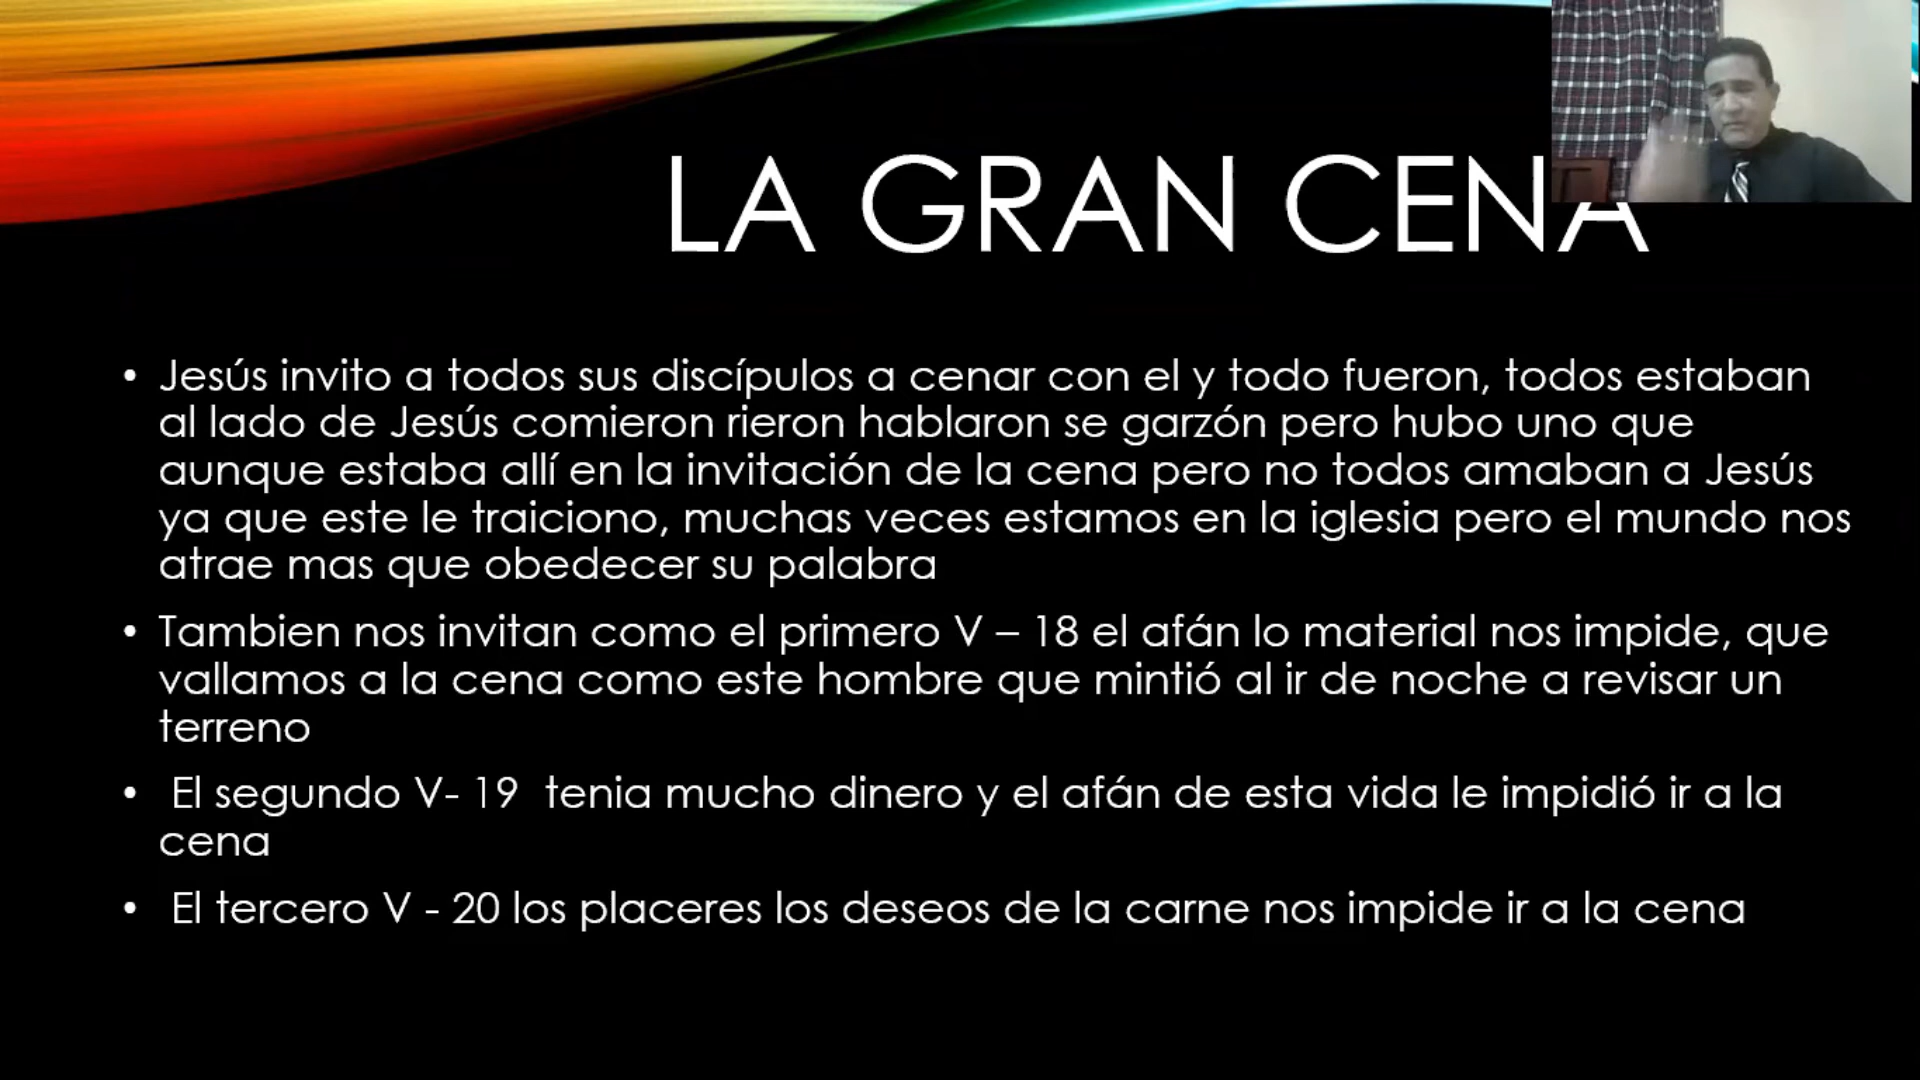 LA GRAN CENA
• Jesús invito a todos sus discípulos a cenar con el y todo fueron, todos estaban
al lado de Jesús comieron rieron hablaron se garzón pero hubo uno que
aunque estaba allí en la invitación de la cena pero no todos amaban a Jesús
ya que este le traiciono, muchas veces estamos en la iglesia pero el mundo nos
atrae mas que obedecer su palabra
• Tambien nos invitan como el primero V – 18 el afán lo material nos impide, que
vallamos a la cena como este hombre que mintió al ir de noche a revisar un
terreno
• El segundo V- 19 tenia mucho dinero y el afán de esta vida le impidió ir a la
cena
• El tercero V - 20 los placeres los deseos de la carne nos impide ir a la cena